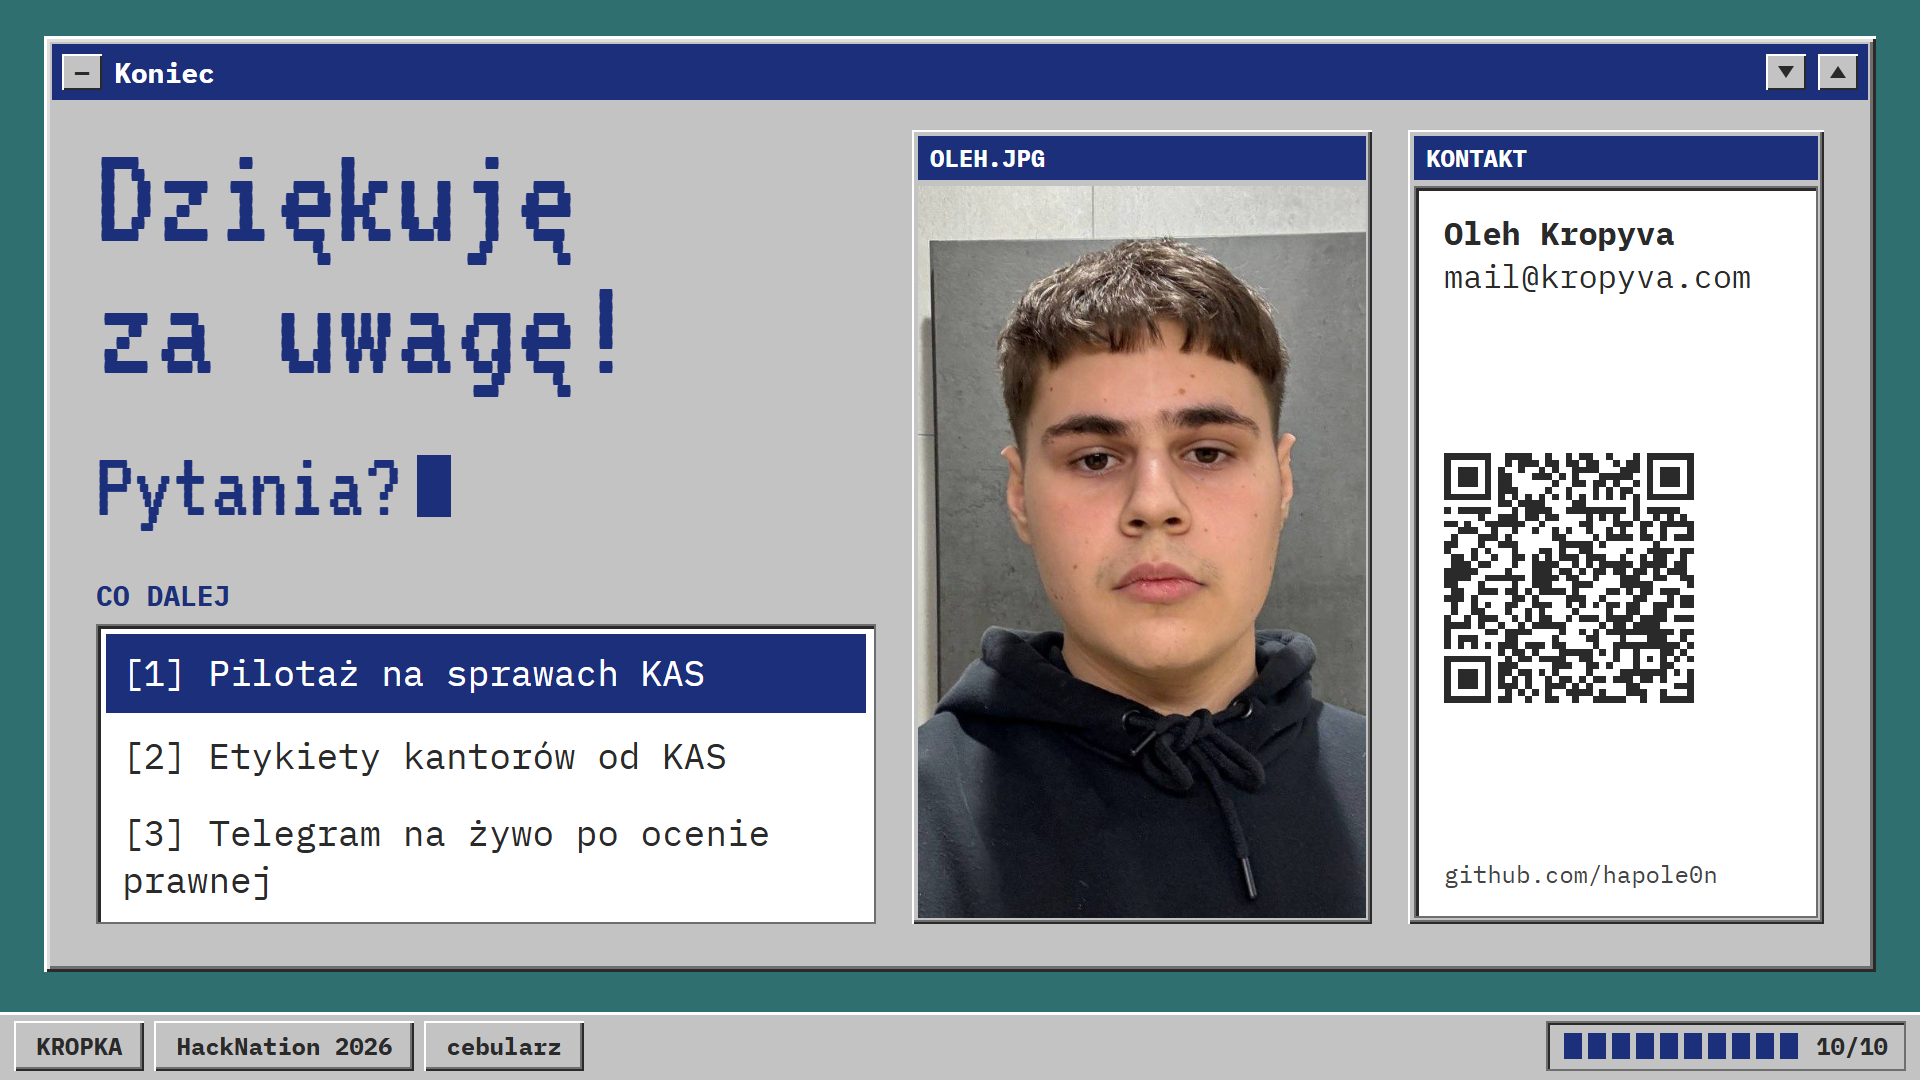 Koniec
Dziękuję
za uwagę!
Pytania?
CO DALEJ
[1] Pilotaż na sprawach KAS
[2] Etykiety kantorów od KAS
[3] Telegram na żywo po ocenie
prawnej
OLEH.JPG
KONTAKT
Oleh Kropyva
mail@kropyva.com
github.com/hapole0n
KROPKA
HackNation 2026
cebularz
10/10